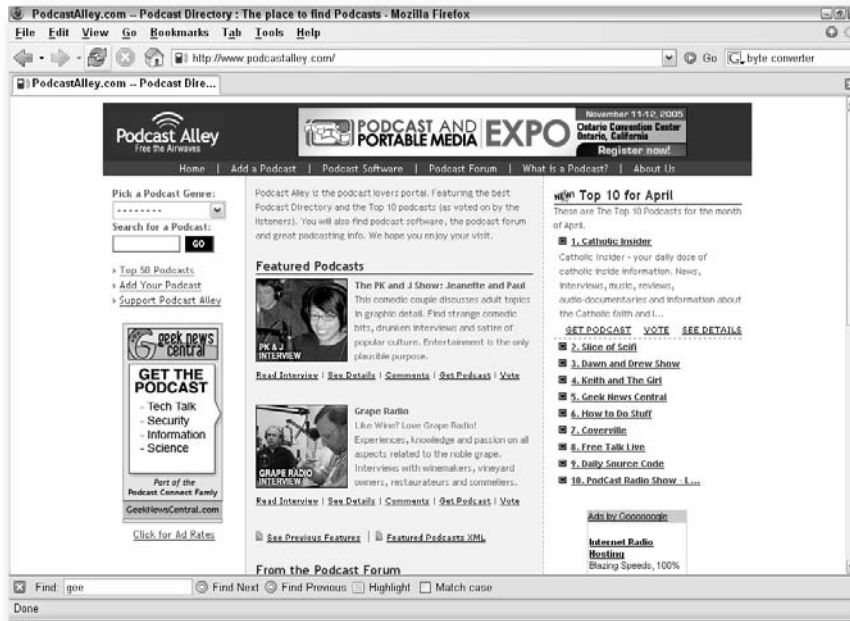 PodcastAlley.com -- Podcast Directory : The place to find Podcasts - Mozilla Firefox
File Edit View Go Bookmarks Tab Tools Help
http://www.podcastalley.com/
Go
byte converter
PodcastAlley.com -- Podcast Dire...
Podcast Alley
Free the Airwaves
PODCAST AND
PORTABLE MEDIA
EXPO
November 11-12, 2005
Ontario Convention Center
Ontario, California
Register now!
Home | Add a Podcast | Podcast Software | Podcast Forum | What is a Podcast? | About Us
Pick a Podcast Genre:
--------
Search for a Podcast:
GO
Top 50 Podcasts
Add Your Podcast
Support Podcast Alley
geek news
central
GET THE
PODCAST
- Tech Talk
- Security
- Information
- Science
Part of the
Podcast Connect Famly
GeekNewsCentral.com
Click for Ad Rates
Podcast Alley is the podcast lovers portal. Featuring the best
Podcast Directory and the Top 10 podcasts (as voted on by the
listeners). You will also find podcast software, the podcast forum
and great podcasting info. We hope you enjoy your visit.
Featured Podcasts
PK & J
INTERVIEW
The PK and J Show: Jeanette and Paul
This comedic couple discusses adult topics
in graphic detail. Find strange comedic
bits, drunken interviews and satire of
popular culture. Entertainment is the only
plausible purpose.
Read Interview | See Details | Comments | Get Podcast | Vote
GRAPE RADIO
INTERVIEW
Grape Radio
Like Wine? Love Grape Radio!
Experiences, knowledge and passion on all
aspects related to the noble grape.
Interviews with winemakers, vineyard
owners, restaurateurs and sommeliers.
Read Interview | See Details | Comments | Get Podcast | Vote
See Previous Features | Featured Podcasts XML
From the Podcast Forum
NEW! Top 10 for April
These are The Top 10 Podcasts for the month
of April.
1. Catholic Insider
Catholic Insider - your daily dose of
catholic inside information. News,
interviews, music, reviews,
audio-documentaries and information about
the Catholic faith and l...
GET PODCAST VOTE SEE DETAILS
2. Slice of Scifi
3. Dawn and Drew Show
4. Keith and The Girl
5. Geek News Central
6. How to Do Stuff
7. Coverville
8. Free Talk Live
9. Daily Source Code
10. PodCast Radio Show - L...
Ads by Goooooogle
Internet Radio
Hosting
Blazing Speeds, 100%
Find: gee
Find Next Find Previous Highlight Match case
Done